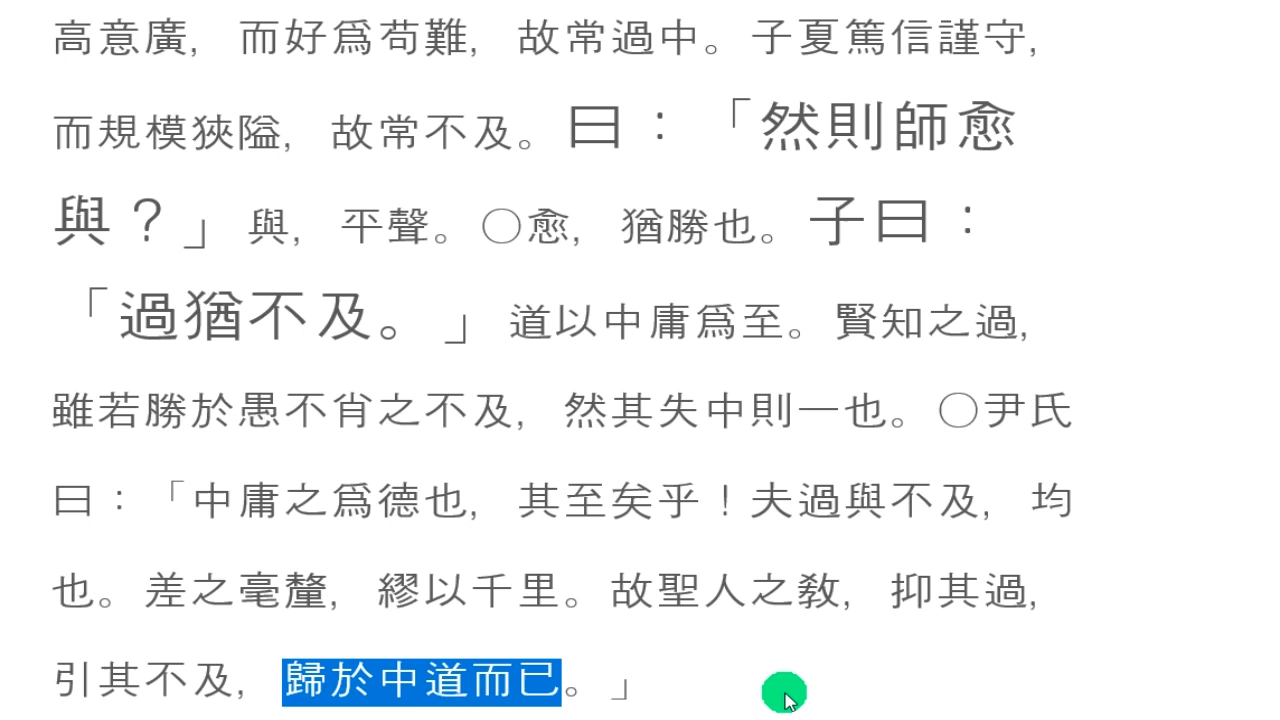 高意廣, 而好爲苟難, 故常過中。子夏篤信謹守,
而規模狹隘, 故常不及。曰：「然則師愈
與？」與, 平聲。○愈, 猶勝也。子曰：
「過猶不及。」道以中庸爲至。賢知之過,
雖若勝於愚不肖之不及, 然其失中則一也。○尹氏
曰：「中庸之爲德也, 其至矣乎！夫過與不及, 均
也。差之毫釐, 繆以千里。故聖人之敎, 抑其過,
引其不及, 歸於中道而已。」